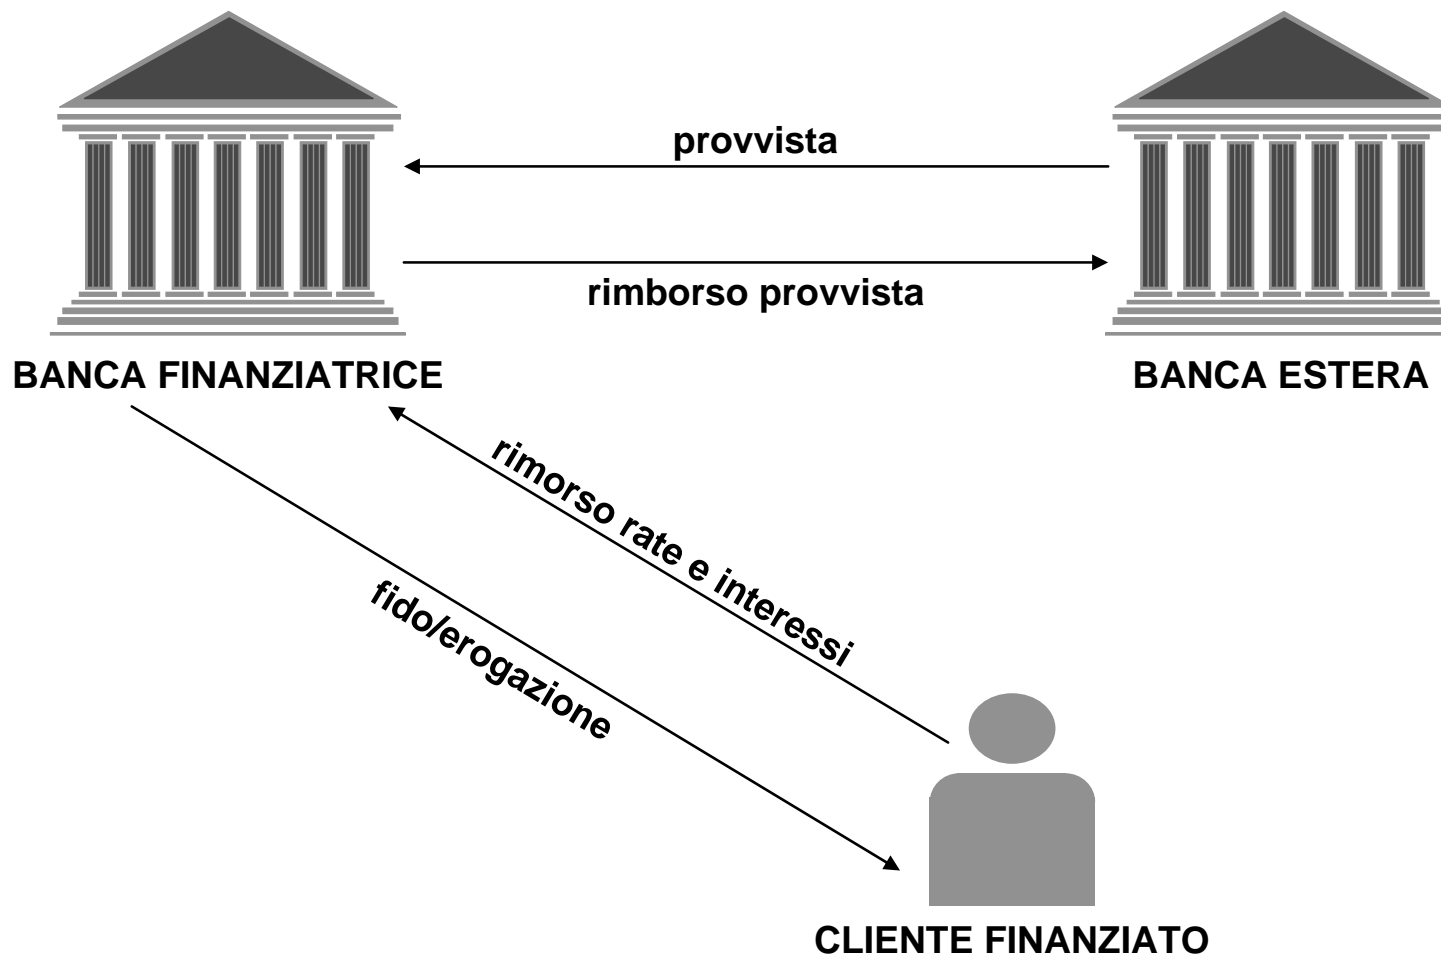 provvista
rimborso provvista
BANCA FINANZIATRICE
BANCA ESTERA
rimorso rate e interessi
fido/erogazione
CLIENTE FINANZIATO